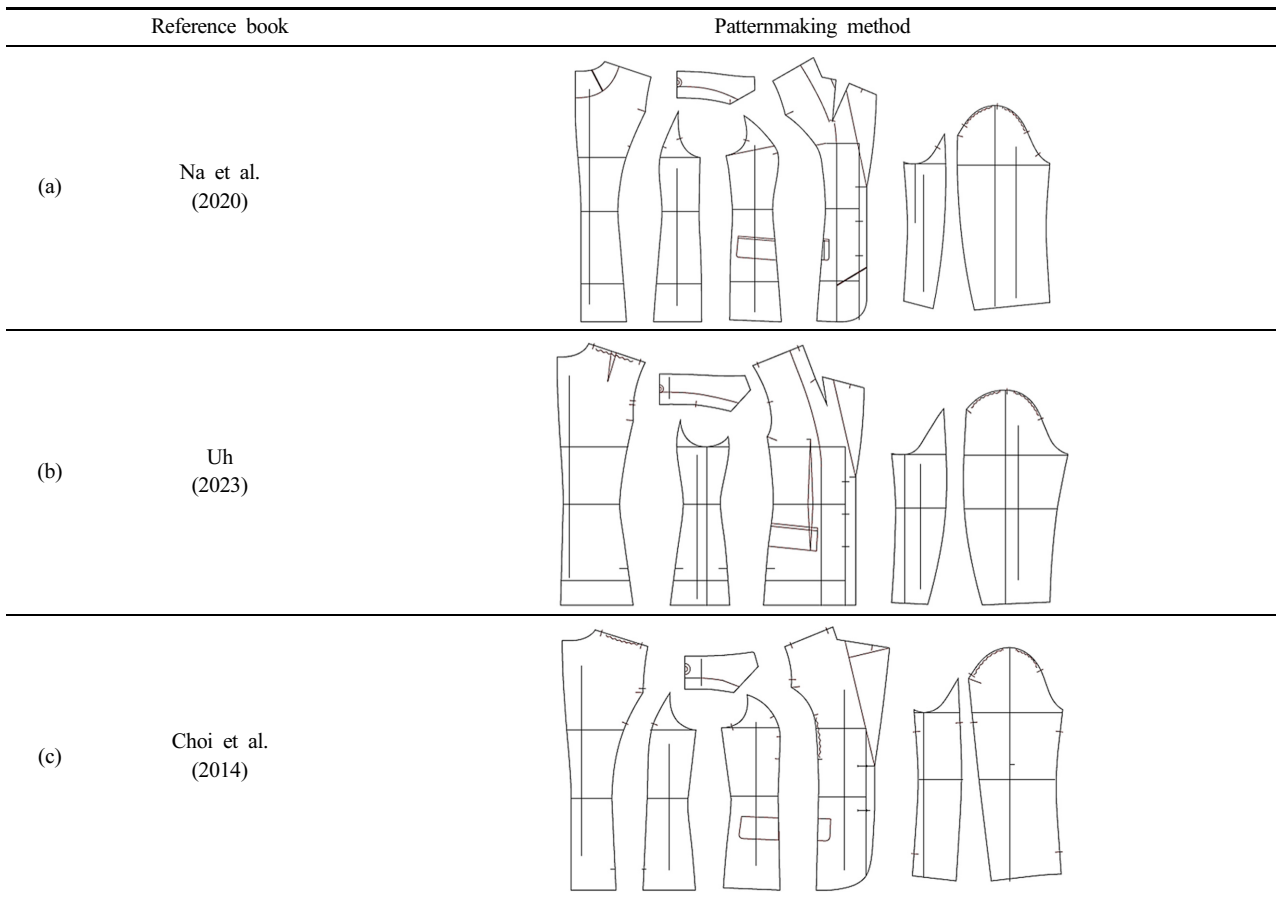 Reference book
Patternmaking method
(a)
Na et al.
(2020)
(b)
Uh
(2023)
(c)
Choi et al.
(2014)